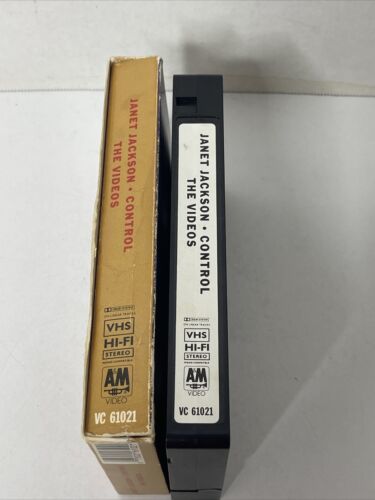 JANET JACKSON • CONTROL
THE VIDEOS
VHS
HI-FI
STEREO
A&M
VIDEO
VC 61021
JANET JACKSON • CONTROL
THE VIDEOS
VHS
HI-FI
STEREO
A&M
VIDEO
VC 61021